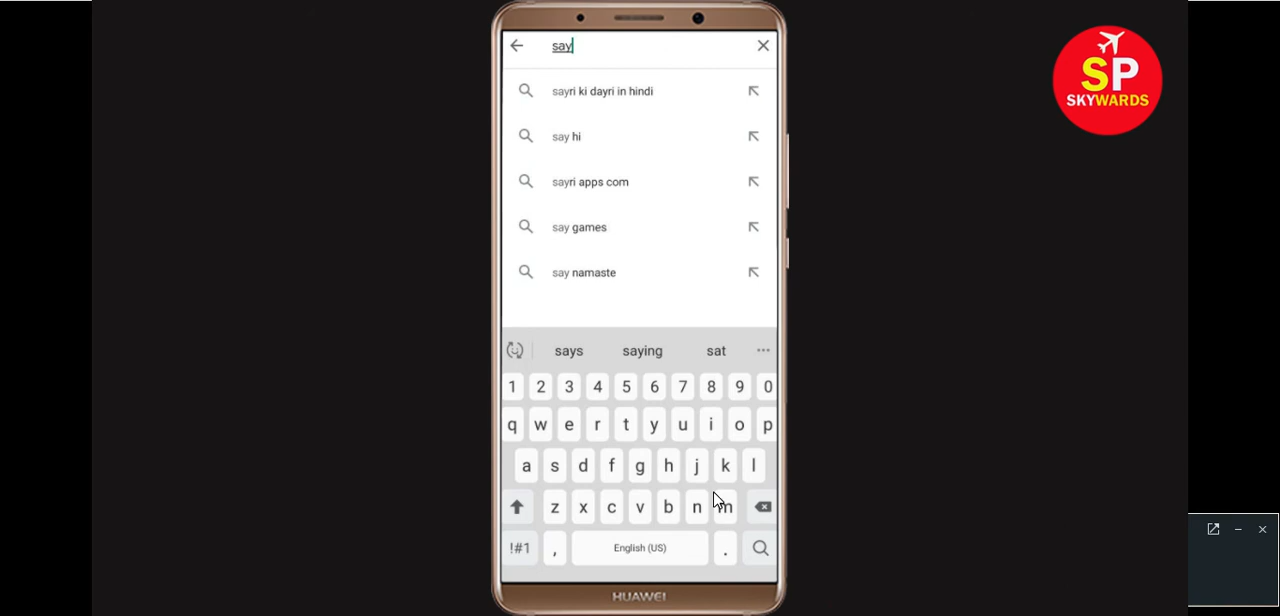 say
SP
SKYWARDS
sayri ki dayri in hindi
say hi
sayri apps com
say games
say namaste
says saying sat ...
1 2 3 4 5 6 7 8 9 0
q w e r t y u i o p
a s d f g h j k l
z x c v b n m
!#1 , English (US) .
HUAWEI